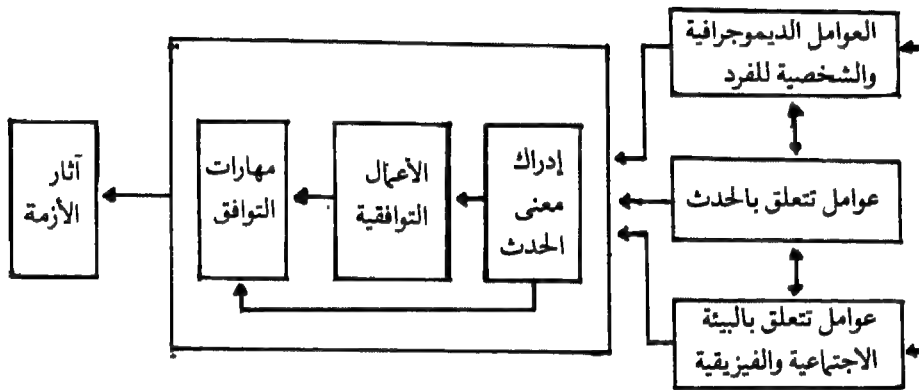 العوامل الديموجرافية
والشخصية للفرد
عوامل تتعلق بالحدث
عوامل تتعلق بالبيئة
الاجتماعية والفيزيقية
إدراك
معنى
الحدث
الأعمال
التوافقية
مهارات
التوافق
آثار
الأزمة